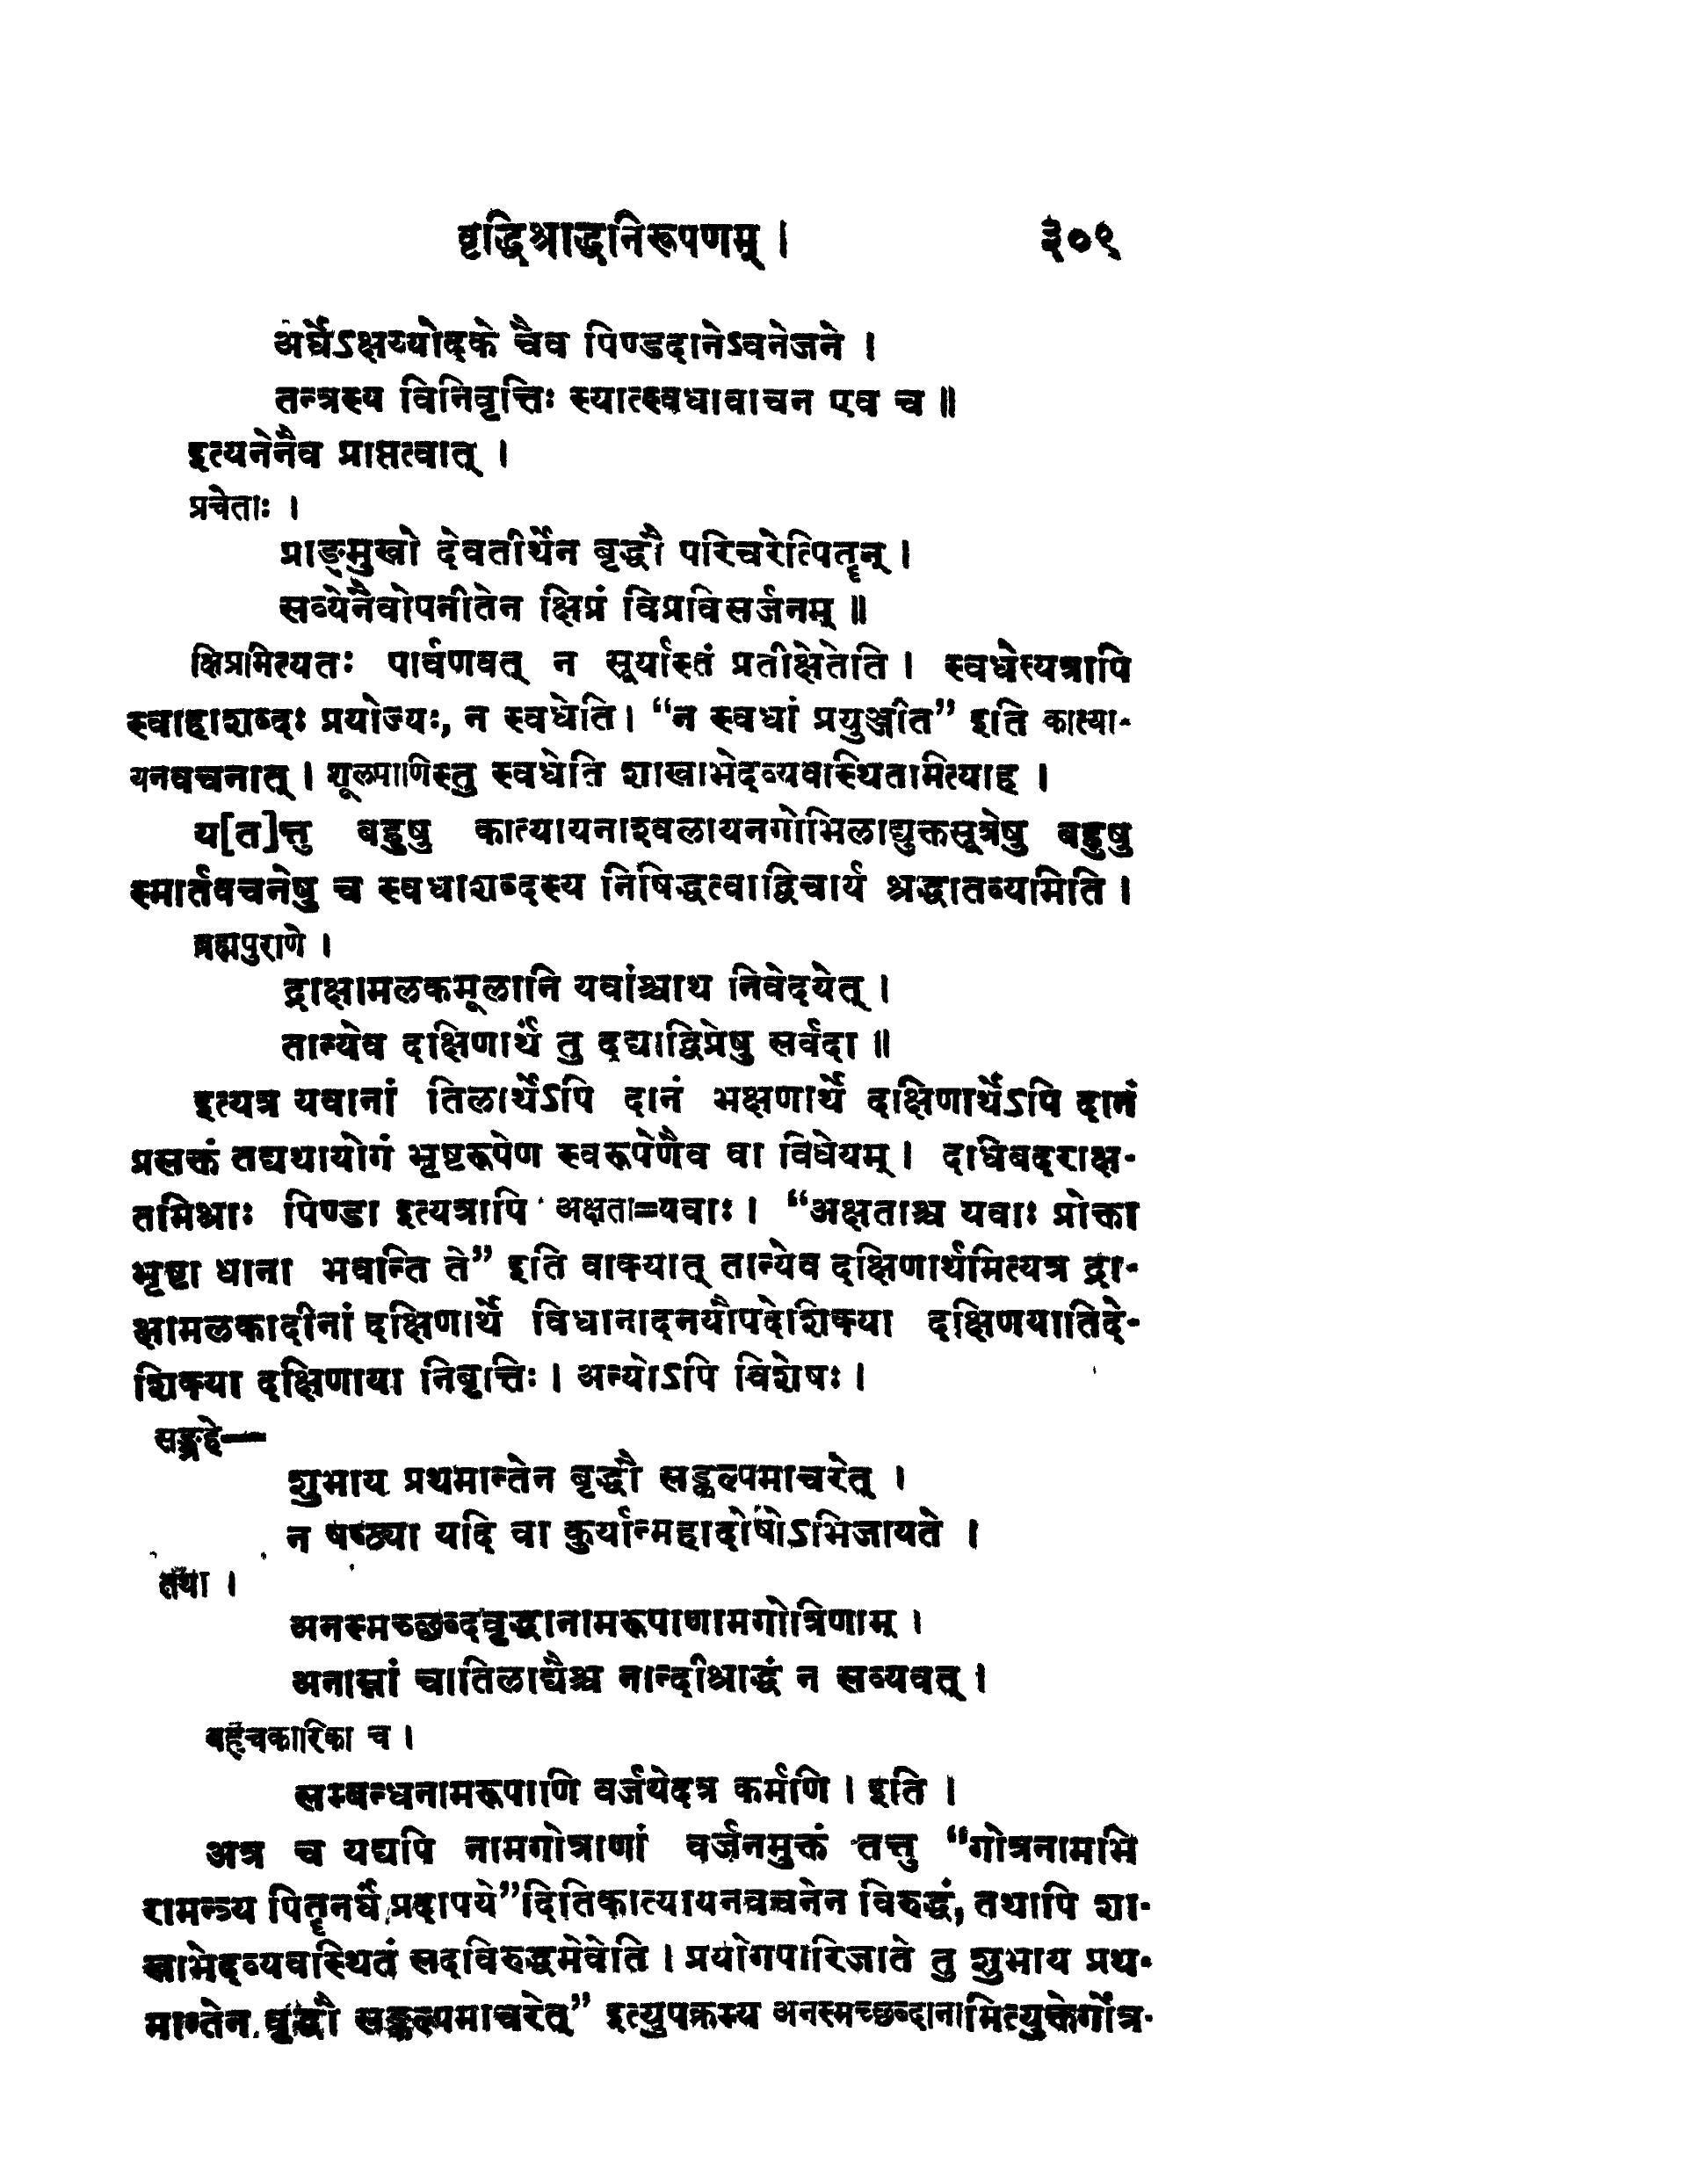 वृद्धिश्राद्धनिरूपणम् । ३०९
अर्घेऽक्षय्योदके चैव पिण्डदानेऽवनेजने ।
तन्त्रस्य विनिवृत्तिः स्यात्स्वधावाचन एव च ॥
इत्यनेनैव प्राप्तत्वात् ।
प्रचेताः ।
प्राङ्मुखो देवतीर्थेन वृद्धौ परिचरेत्पितॄन् ।
सव्येनैवोपनीतेन क्षिप्रं विप्रविसर्जनम् ॥
क्षिप्रमित्यतः पार्वणवत् न सूर्यास्तं प्रतीक्षेतेति । स्वधेत्यत्रापि
स्वाहाशब्दः प्रयोज्यः, न स्वधेति । “न स्वधां प्रयुञ्जीत” इति कात्या-
यनवचनात् । शूलपाणिस्तु स्वधेति शाखाभेदव्यवस्थितामित्याह ।
य[त]त्तु बहुषु कात्यायनाश्वलायनगोभिलाद्युक्तसूत्रेषु बहुषु
स्मार्तवचनेषु च स्वधाशब्दस्य निषिद्धत्वाद्विचार्य श्रद्धातव्यमिति ।
ब्रह्मपुराणे ।
द्राक्षामलकमूलानि यवांश्चाथ निवेदयेत् ।
तान्येव दक्षिणार्थं तु दद्याद्विप्रेषु सर्वदा ॥
इत्यत्र यवानां तिलार्थेऽपि दानं भक्षणार्थे दक्षिणार्थेऽपि दानं
प्रसक्तं तद्यथायोगं भृष्टरूपेण स्वरूपेणैव वा विधेयम् । दधिबदराक्ष-
तमिश्राः पिण्डा इत्यत्रापि अक्षता=यवाः । “अक्षताश्च यवाः प्रोक्ता
भृष्टा धाना भवन्ति ते” इति वाक्यात् तान्येव दक्षिणार्थमित्यत्र द्रा-
क्षामलकादीनां दक्षिणार्थे विधानादनयौपदेशिक्या दक्षिणयातिदे-
शिक्या दक्षिणाया निवृत्तिः । अन्योऽपि विशेषः ।
सङ्ग्रहे—
शुभाय प्रथमान्तेन वृद्धौ सङ्कल्पमाचरेत् ।
न षष्ठ्या यदि वा कुर्यान्महादोषोऽभिजायते ।
तथा ।
अनस्मच्छब्दवृद्धानामरूपाणामगोत्रिणाम् ।
अनाम्नां चातिलाद्यैश्च नान्दीश्राद्धं न सव्यवत् ।
बह्वृचकारिका च ।
सम्बन्धनामरूपाणि वर्जयेदत्र कर्मणि । इति ।
अत्र च यद्यपि नामगोत्राणां वर्जनमुक्तं तत्तु “गोत्रनामभि
रामन्त्र्य पितॄनर्घं प्रदापये”दितिकात्यायनवचनेन विरुद्धं, तथापि शा-
खाभेदव्यवस्थितं सदविरुद्धमेवेति । प्रयोगपारिजाते तु शुभाय प्रथ-
मान्तेन वृद्धौ सङ्कल्पमाचरेत्” इत्युपक्रम्य अनस्मच्छब्दानामित्युक्तेर्गोत्र-